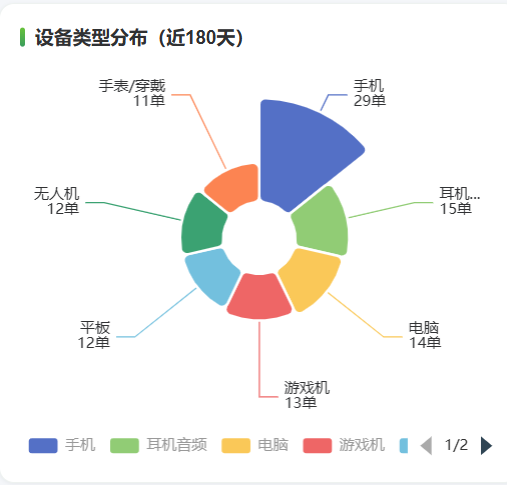 设备类型分布（近180天）
手表/穿戴
11单
手机
29单
无人机
12单
耳机...
15单
平板
12单
电脑
14单
游戏机
13单
手机 耳机音频 电脑 游戏机 1/2